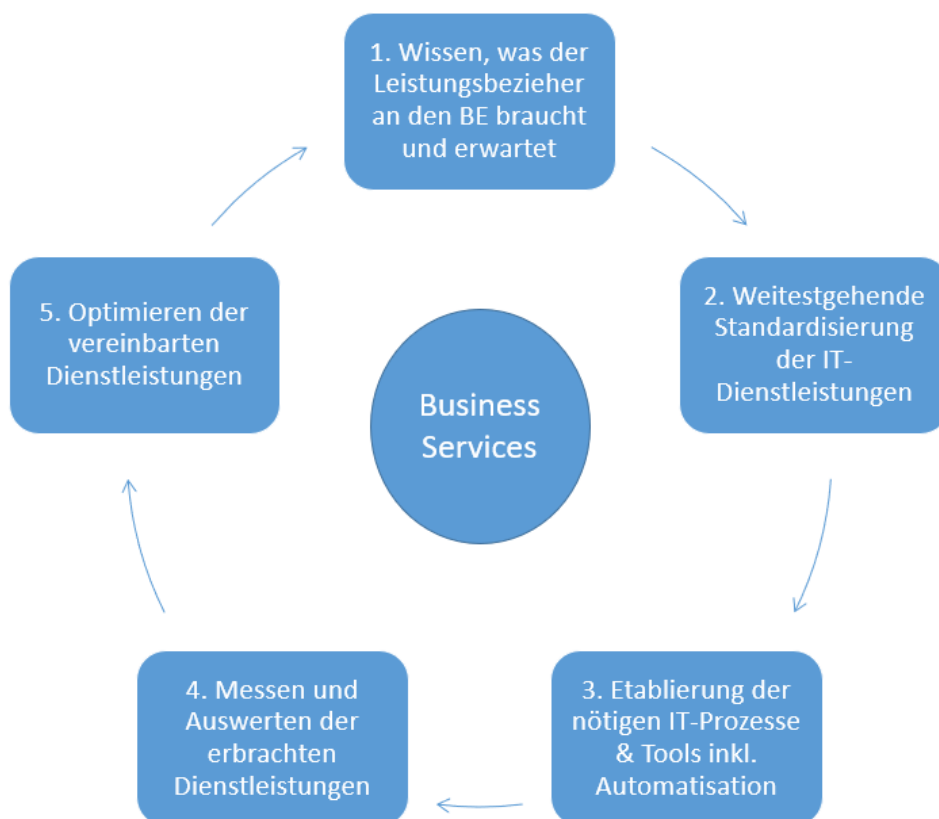 1. Wissen, was der
Leistungsbezieher
an den BE braucht
und erwartet
2. Weitestgehende
Standardisierung
der IT-
Dienstleistungen
3. Etablierung der
nötigen IT-Prozesse
& Tools inkl.
Automatisation
4. Messen und
Auswerten der
erbrachten
Dienstleistungen
5. Optimieren der
vereinbarten
Dienstleistungen
Business
Services